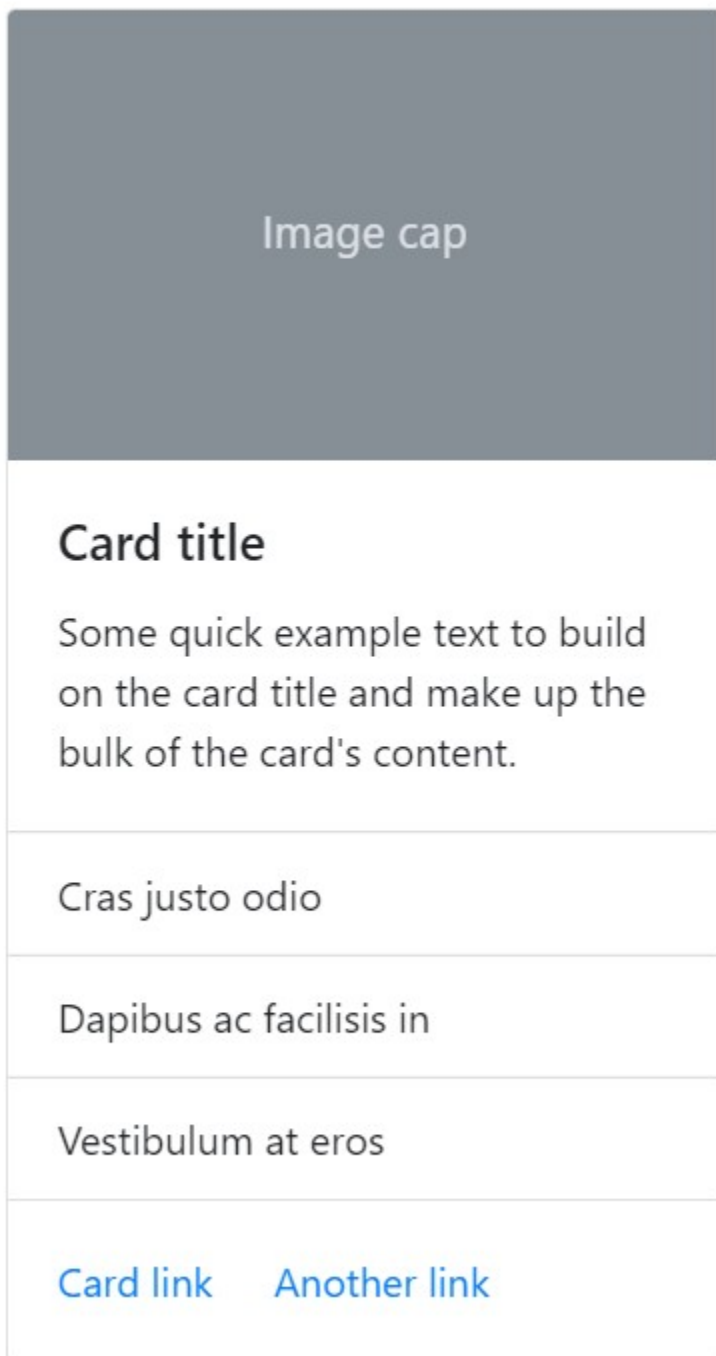 Image cap
Card title
Some quick example text to build
on the card title and make up the
bulk of the card's content.
Cras justo odio
Dapibus ac facilisis in
Vestibulum at eros
Card link Another link